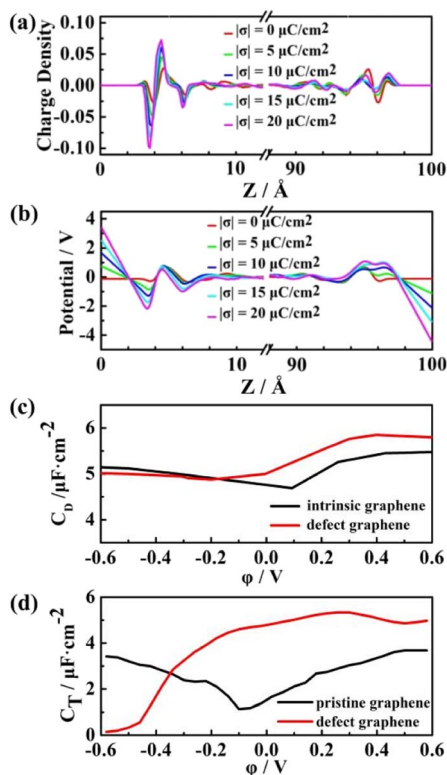 (a)
Charge Density
0.10
0.05
0.00
-0.05
-0.10
|σ| = 0 μC/cm2
|σ| = 5 μC/cm2
|σ| = 10 μC/cm2
|σ| = 15 μC/cm2
|σ| = 20 μC/cm2
0 10 90 100
Z / Å
(b)
Potential / V
4
2
0
-2
-4
|σ| = 0 μC/cm2
|σ| = 5 μC/cm2
|σ| = 10 μC/cm2
|σ| = 15 μC/cm2
|σ| = 20 μC/cm2
0 10 90 100
Z / Å
(c)
C_D /μF·cm⁻²
6
5
4
intrinsic graphene
defect graphene
-0.6 -0.4 -0.2 0.0 0.2 0.4 0.6
φ / V
(d)
C_T / μF·cm⁻²
6
4
2
0
pristine graphene
defect graphene
-0.6 -0.4 -0.2 0.0 0.2 0.4 0.6
φ / V